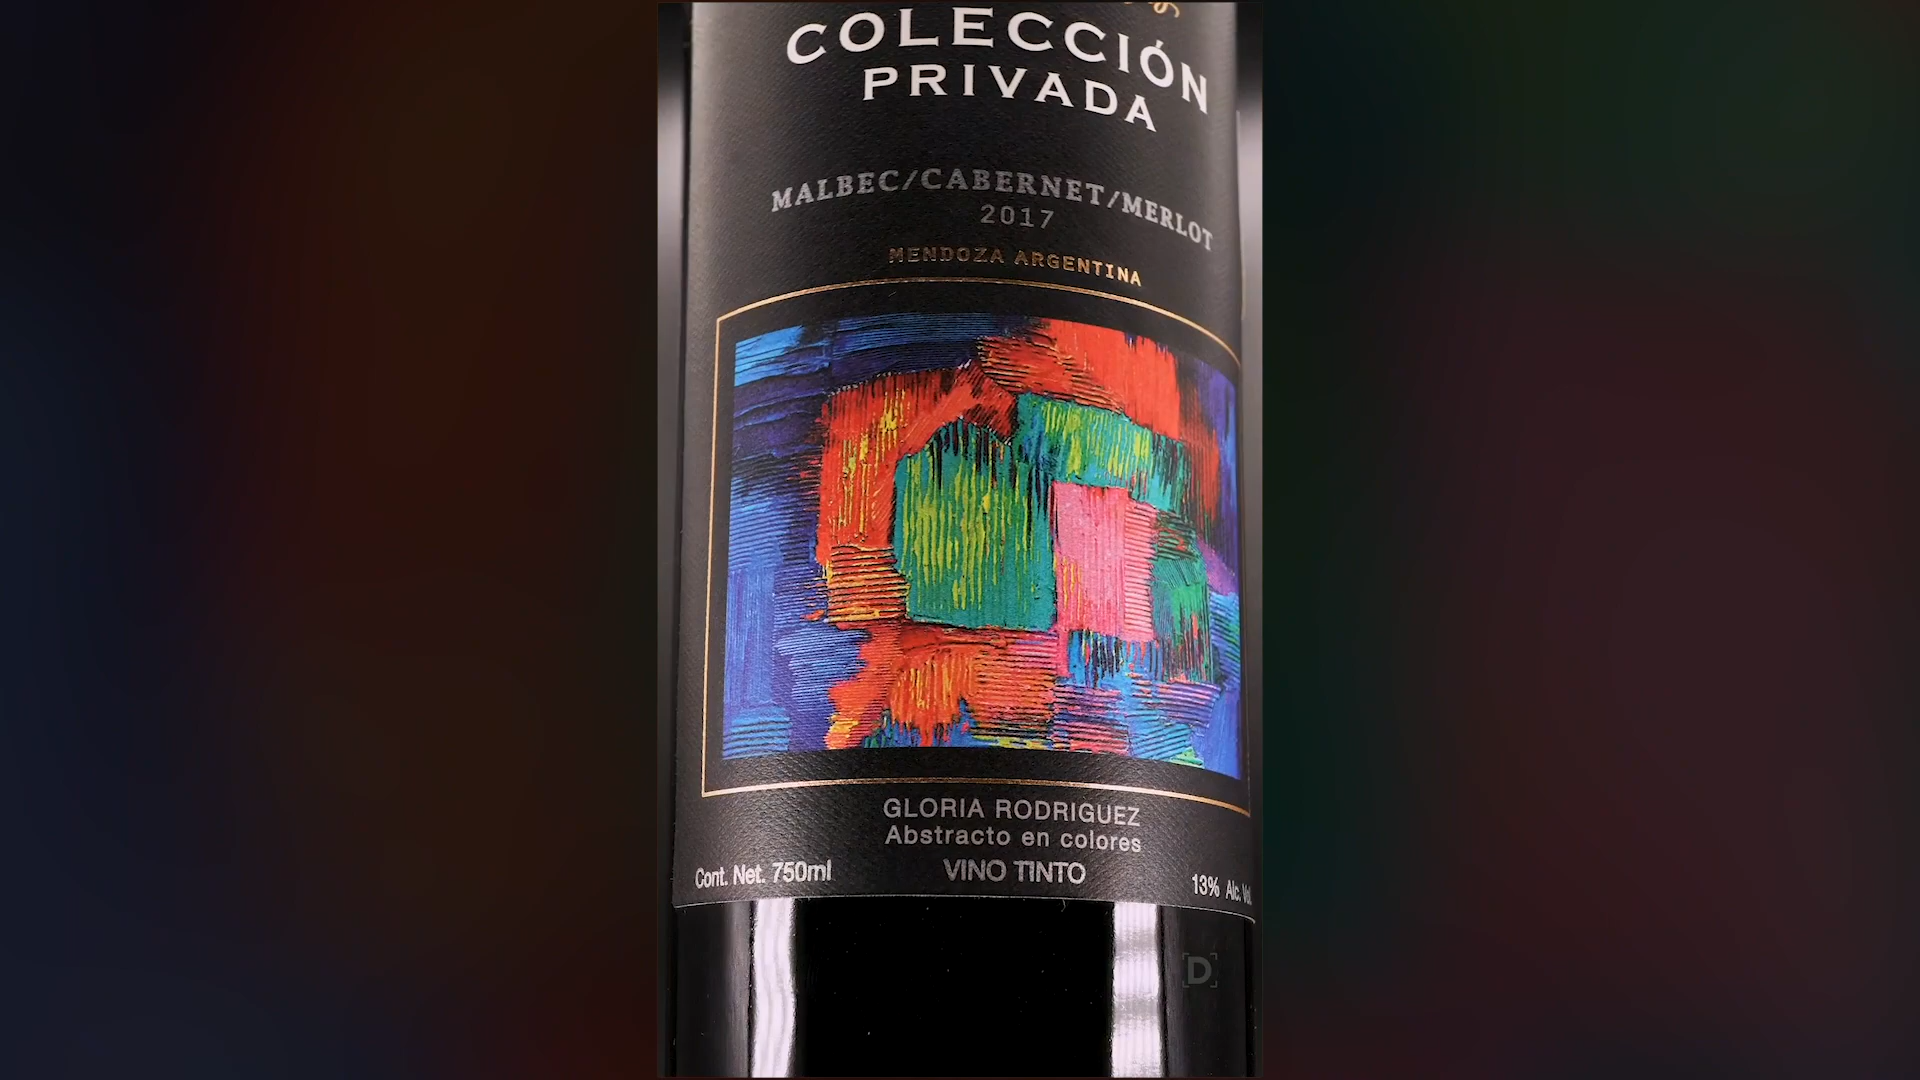 COLECCIÓN
PRIVADA
MALBEC/CABERNET/MERLOT
2017
MENDOZA ARGENTINA
GLORIA RODRIGUEZ
Abstracto en colores
Cont. Net. 750ml VINO TINTO 13% Alc. Vol.
D